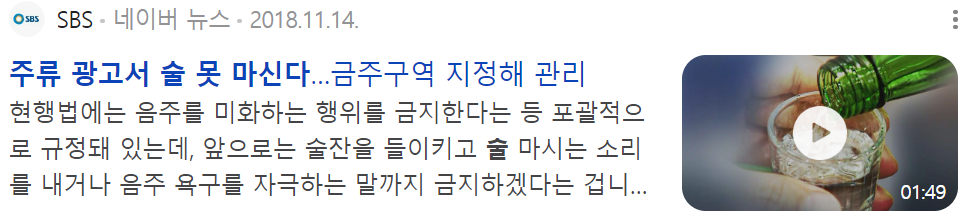 SBS SBS · 네이버 뉴스 · 2018.11.14.
주류 광고서 술 못 마신다...금주구역 지정해 관리
현행법에는 음주를 미화하는 행위를 금지한다는 등 포괄적으
로 규정돼 있는데, 앞으로는 술잔을 들이키고 술 마시는 소리
를 내거나 음주 욕구를 자극하는 말까지 금지하겠다는 겁니...
01:49